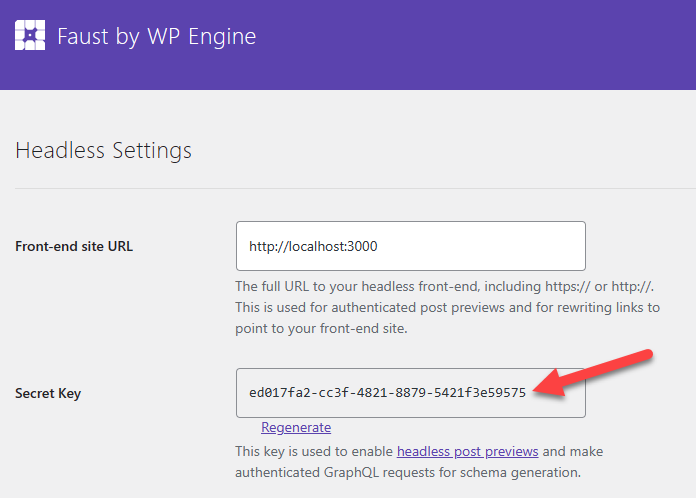 Faust by WP Engine
Headless Settings
Front-end site URL
http://localhost:3000
The full URL to your headless front-end, including https:// or http://.
This is used for authenticated post previews and for rewriting links to
point to your front-end site.
Secret Key
ed017fa2-cc3f-4821-8879-5421f3e59575
Regenerate
This key is used to enable headless post previews and make
authenticated GraphQL requests for schema generation.